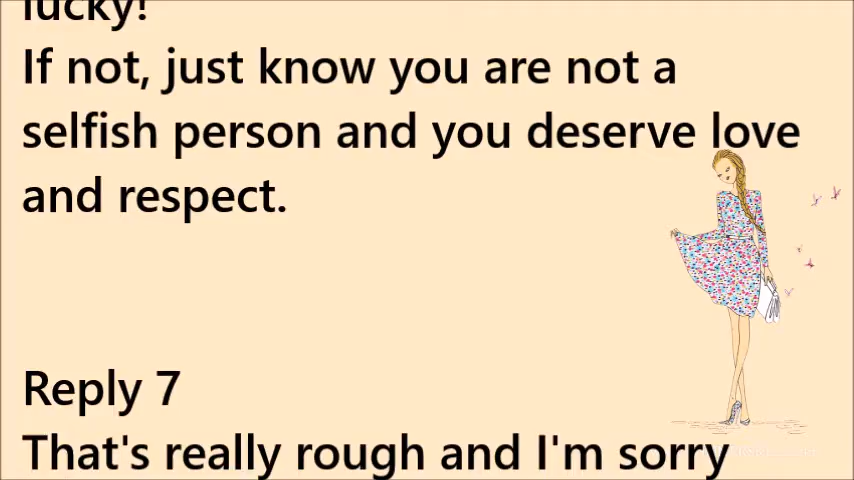 lucky!
If not, just know you are not a
selfish person and you deserve love
and respect.
Reply 7
That's really rough and I'm sorry